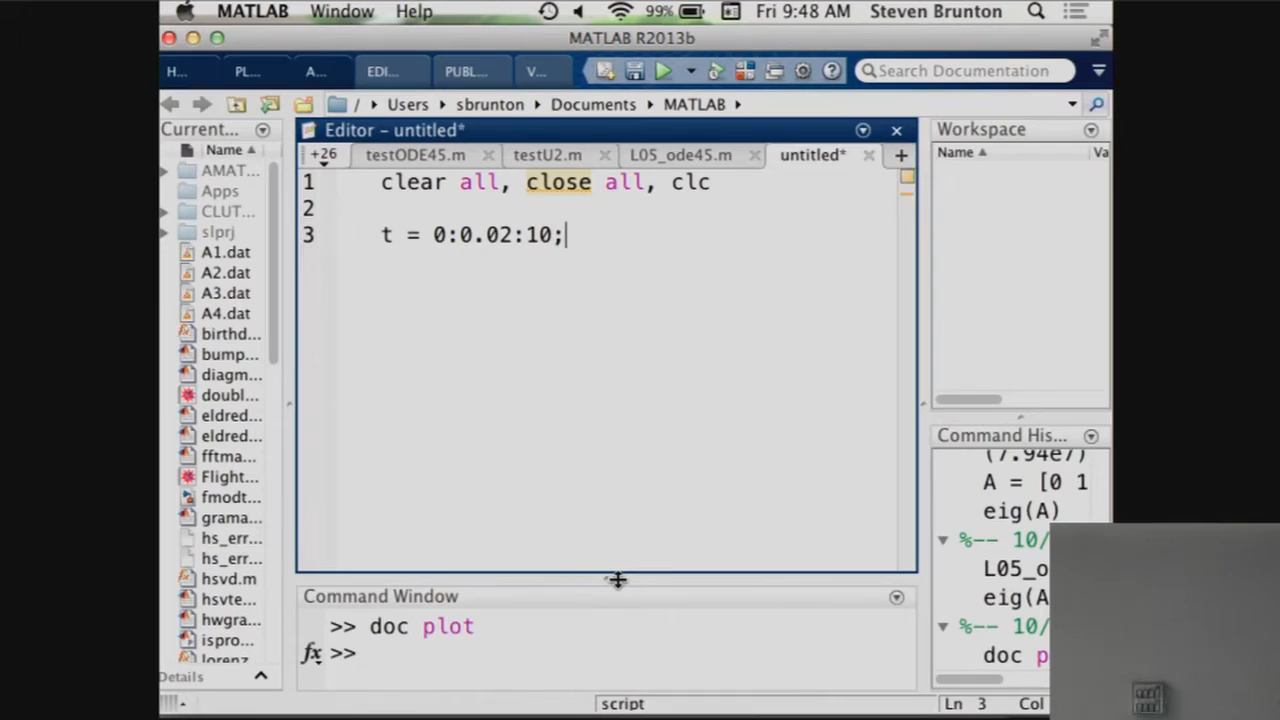 MATLAB Window Help 99% Fri 9:48 AM Steven Brunton
MATLAB R2013b
H... PL... A... EDI... PUBL... V... Search Documentation
/ Users sbrunton Documents MATLAB
Current...
Name
AMAT...
Apps
CLUT...
slprj
A1.dat
A2.dat
A3.dat
A4.dat
birthd...
bump...
diagm...
doubl...
eldred...
eldred...
fftma...
Flight...
fmodt...
grama...
hs_err...
hs_err...
hsvd.m
hsvte...
hwgra...
ispro...
lorenz
Details
Editor - untitled*
+26 testODE45.m testU2.m L05_ode45.m untitled* +
1 clear all, close all, clc
2
3 t = 0:0.02:10;
Command Window
>> doc plot
fx >>
script
Workspace
Name Va
Command His...
(7.94e7)
A = [0 1
eig(A)
%-- 10/
L05_o
eig(A
%-- 10/
doc p
Ln 3 Col